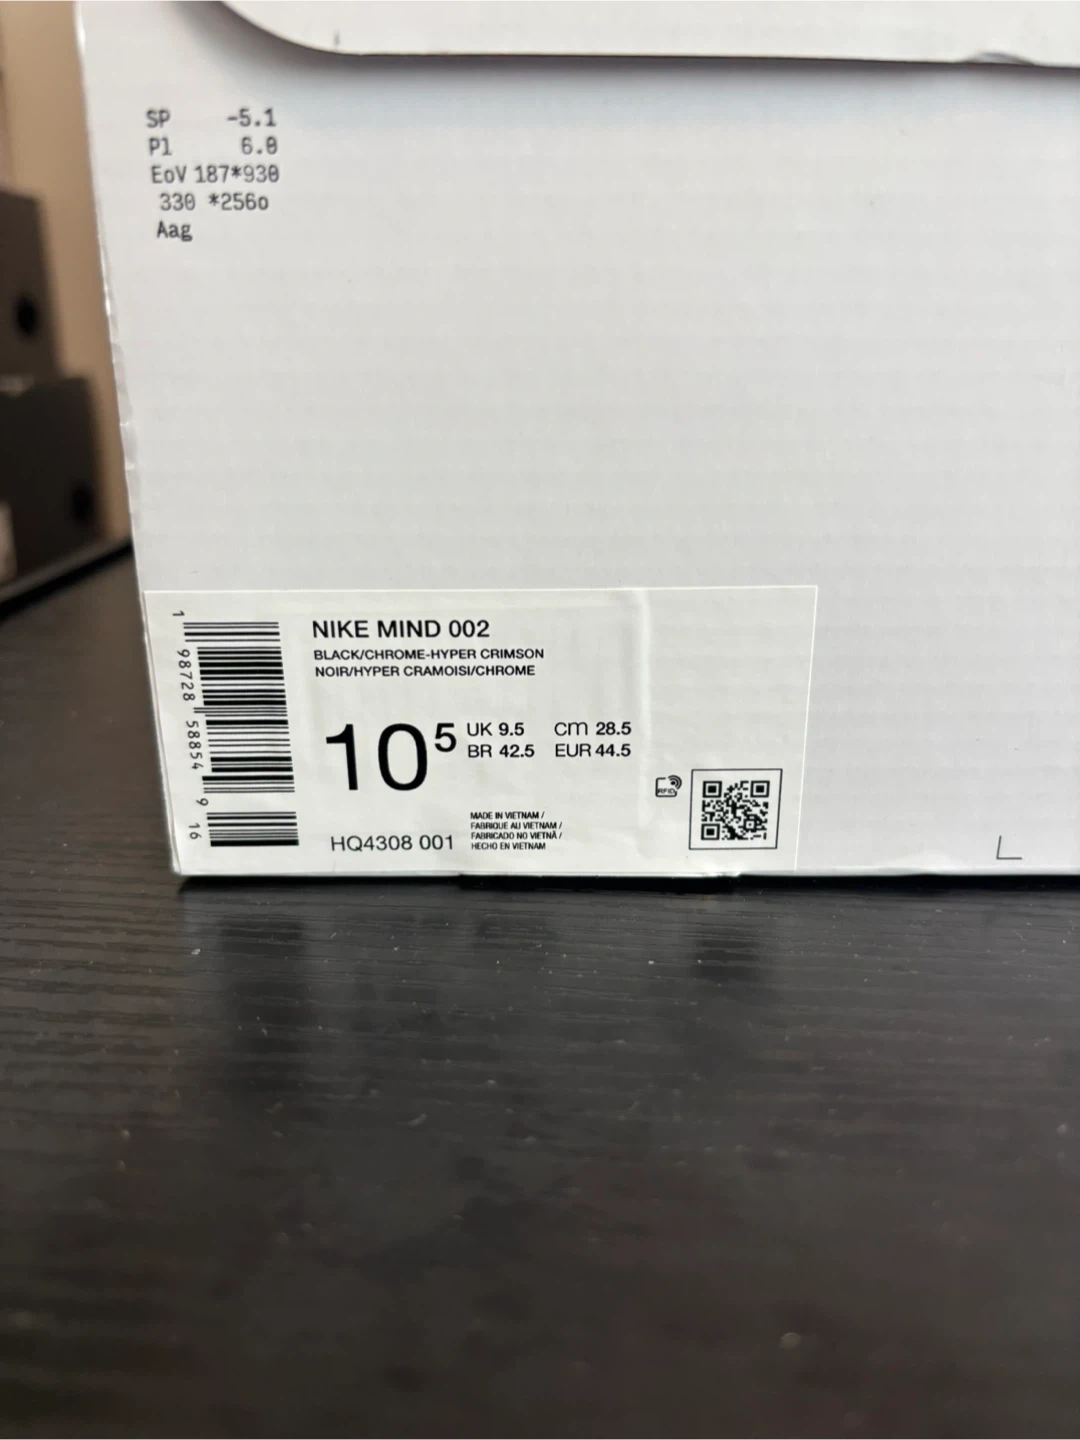 SP -5.1
Pl 6.0
EoV 187*930
330 *256o
Aag
NIKE MIND 002
BLACK/CHROME-HYPER CRIMSON
NOIR/HYPER CRAMOISI/CHROME
10 5
UK 9.5 cm 28.5
BR 42.5 EUR 44.5
RFID
MADE IN VIETNAM /
FABRIQUE AU VIETNAM /
FABRICADO NO VIETNÃ /
HECHO EN VIETNAM
HQ4308 001
1 98728 58854 9 16